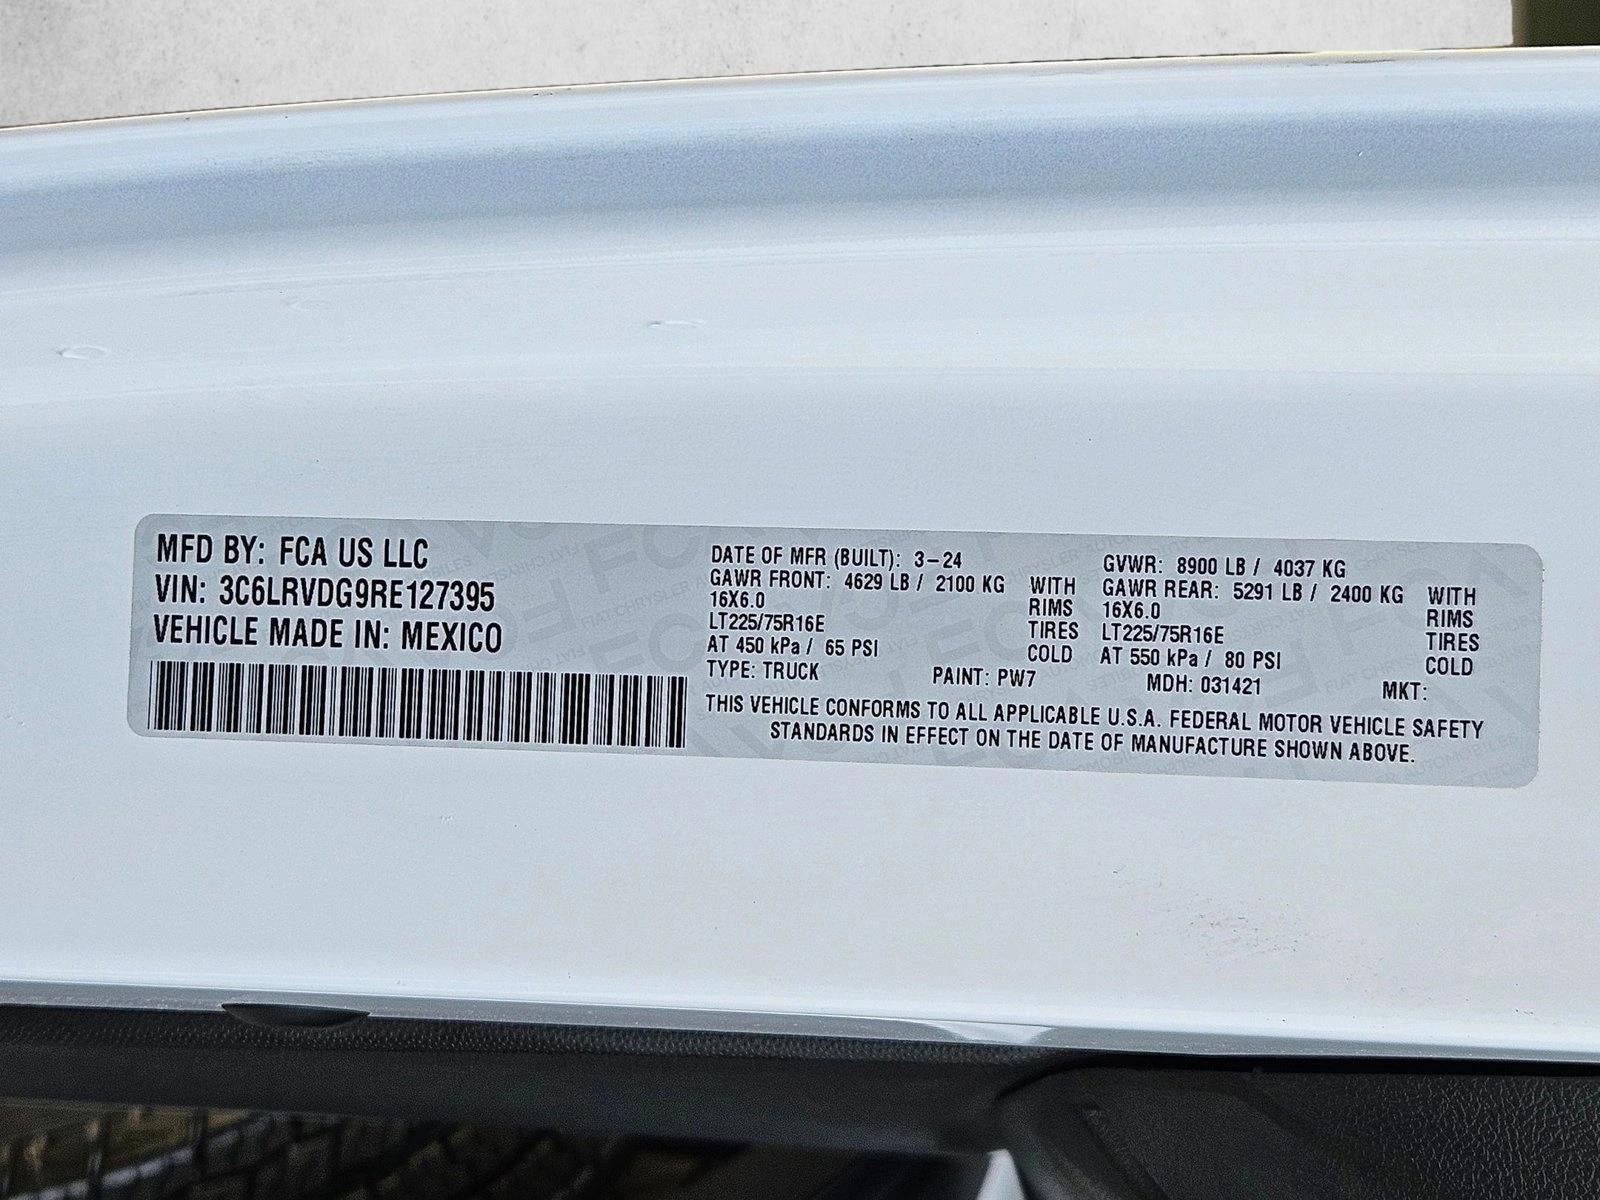 MFD BY: FCA US LLC
VIN: 3C6LRVDG9RE127395
VEHICLE MADE IN: MEXICO
DATE OF MFR (BUILT): 3-24
GAWR FRONT: 4629 LB / 2100 KG WITH
16X6.0 RIMS
LT225/75R16E TIRES
AT 450 kPa / 65 PSI COLD
GVWR: 8900 LB / 4037 KG
GAWR REAR: 5291 LB / 2400 KG WITH
16X6.0 RIMS
LT225/75R16E TIRES
AT 550 kPa / 80 PSI COLD
TYPE: TRUCK PAINT: PW7 MDH: 031421 MKT:
THIS VEHICLE CONFORMS TO ALL APPLICABLE U.S.A. FEDERAL MOTOR VEHICLE SAFETY
STANDARDS IN EFFECT ON THE DATE OF MANUFACTURE SHOWN ABOVE.